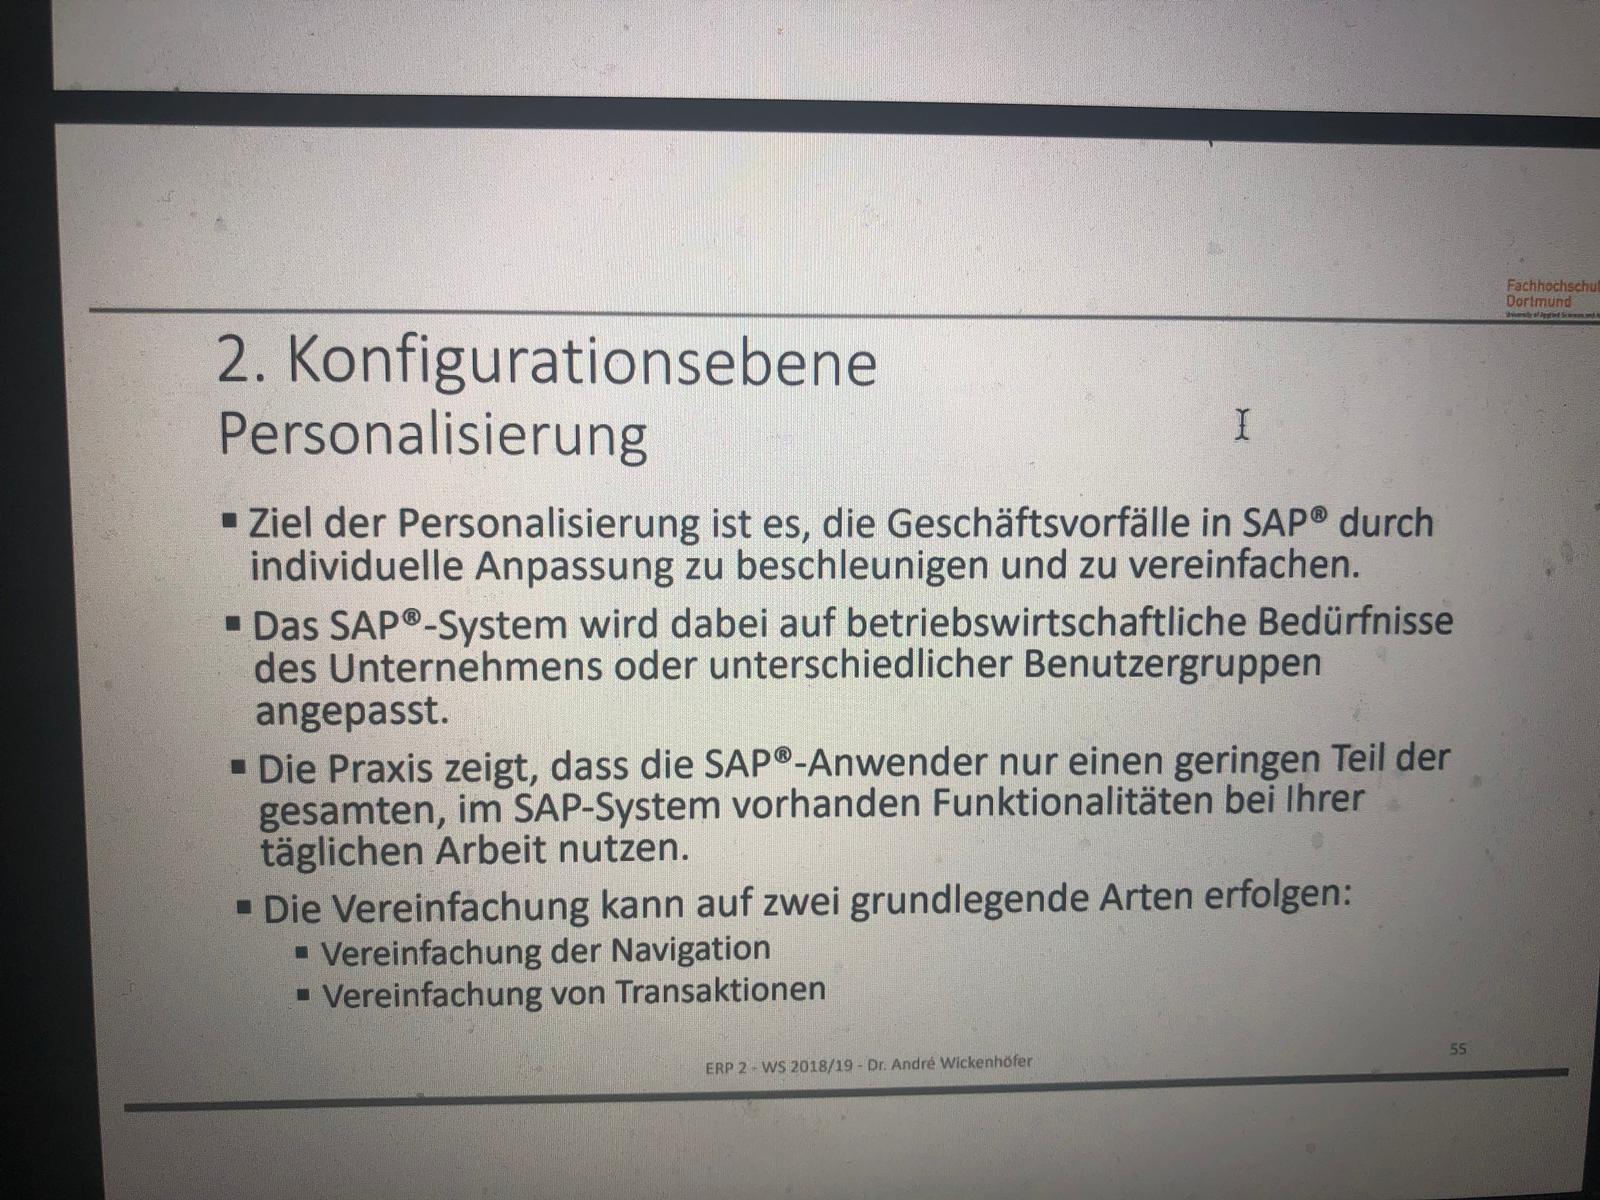 Fachhochschul
Dortmund
2. Konfigurationsebene
Personalisierung
▪ Ziel der Personalisierung ist es, die Geschäftsvorfälle in SAP® durch
individuelle Anpassung zu beschleunigen und zu vereinfachen.
▪ Das SAP®-System wird dabei auf betriebswirtschaftliche Bedürfnisse
des Unternehmens oder unterschiedlicher Benutzergruppen
angepasst.
▪ Die Praxis zeigt, dass die SAP®-Anwender nur einen geringen Teil der
gesamten, im SAP-System vorhanden Funktionalitäten bei Ihrer
täglichen Arbeit nutzen.
▪ Die Vereinfachung kann auf zwei grundlegende Arten erfolgen:
▪ Vereinfachung der Navigation
▪ Vereinfachung von Transaktionen
ERP 2 - WS 2018/19 - Dr. André Wickenhöfer
55